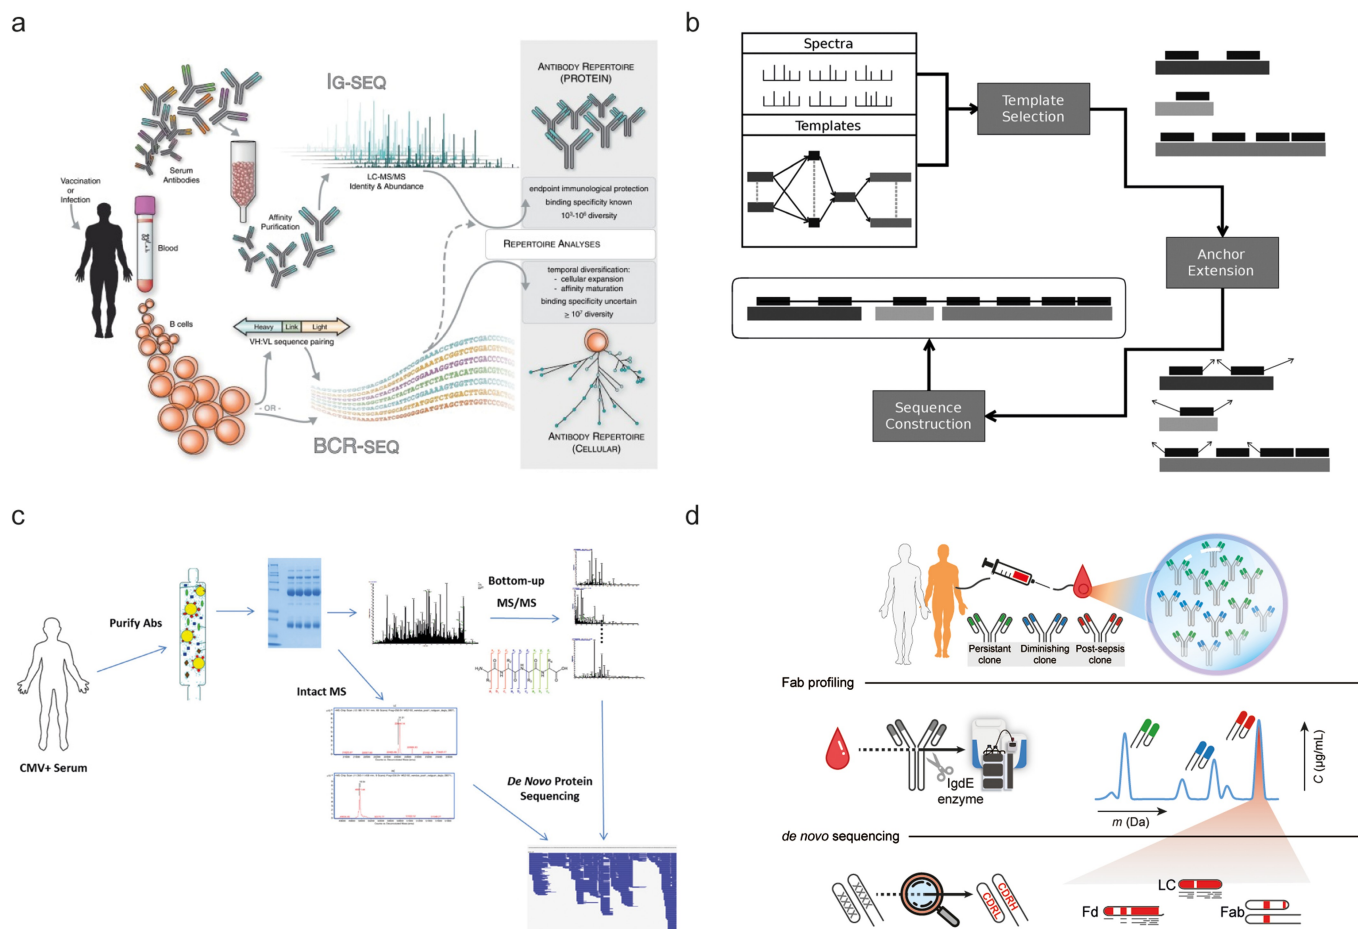 a
IG-SEQ
ANTIBODY REPERTOIRE
(PROTEIN)
Serum
Antibodies
LC-MS/MS
Identity & Abundance
Vaccination
or
Infection
Affinity
Purification
endpoint immunological protection
binding specificity known
Blood
REPERTOIRE ANALYSES
temporal diversification:
- cellular expansion
- affinity maturation
binding specificity uncertain
≥ 10⁷ diversity
B cells
Heavy Link Light
VH:VL sequence pairing
- OR -
BCR-SEQ
ANTIBODY REPERTOIRE
(CELLULAR)
b
Spectra
Templates
Template
Selection
Anchor
Extension
Sequence
Construction
c
Purify Abs
Bottom-up
MS/MS
Intact MS
CMV+ Serum
De Novo Protein
Sequencing
d
Persistant
clone
Diminishing
clone
Post-sepsis
clone
Fab profiling
IgdE
enzyme
m (Da)
C (µg/mL)
de novo sequencing
XXXX
XXXX
CDRL
CDRH
LC
Fd
Fab